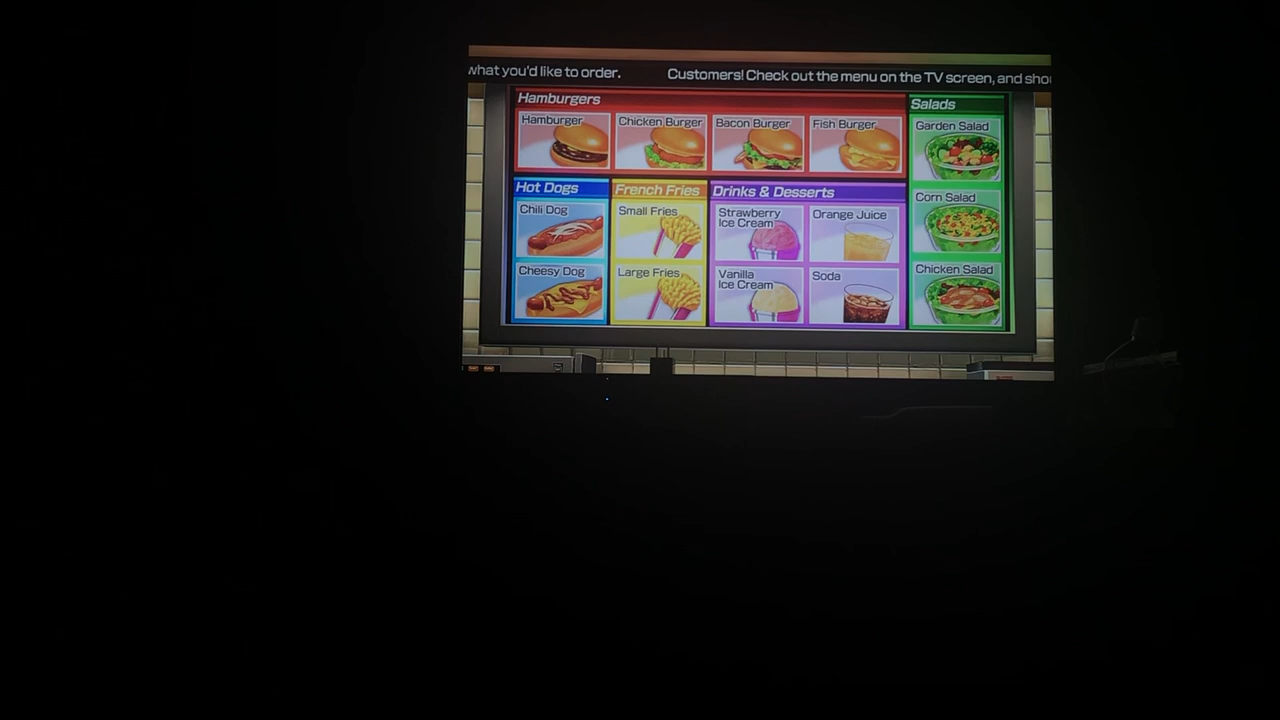 what you'd like to order. Customers! Check out the menu on the TV screen, and shou
Hamburgers
Hamburger
Chicken Burger
Bacon Burger
Fish Burger
Hot Dogs
Chili Dog
Cheesy Dog
French Fries
Small Fries
Large Fries
Drinks & Desserts
Strawberry
Ice Cream
Orange Juice
Vanilla
Ice Cream
Soda
Salads
Garden Salad
Corn Salad
Chicken Salad